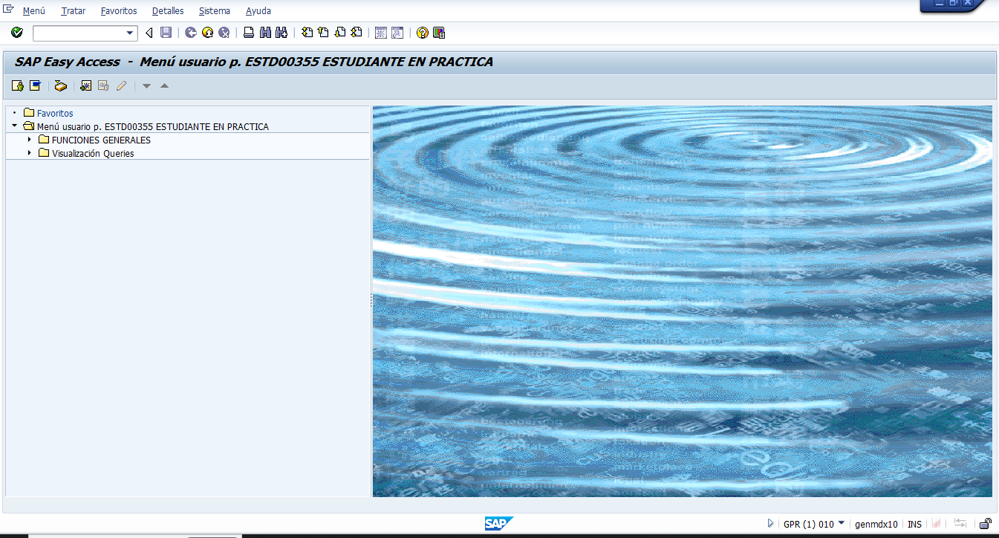 Menú Tratar Favoritos Detalles Sistema Ayuda
SAP Easy Access - Menú usuario p. ESTD00355 ESTUDIANTE EN PRACTICA
Favoritos
Menú usuario p. ESTD00355 ESTUDIANTE EN PRACTICA
FUNCIONES GENERALES
Visualización Queries
SAP
GPR (1) 010 genmdx10 INS